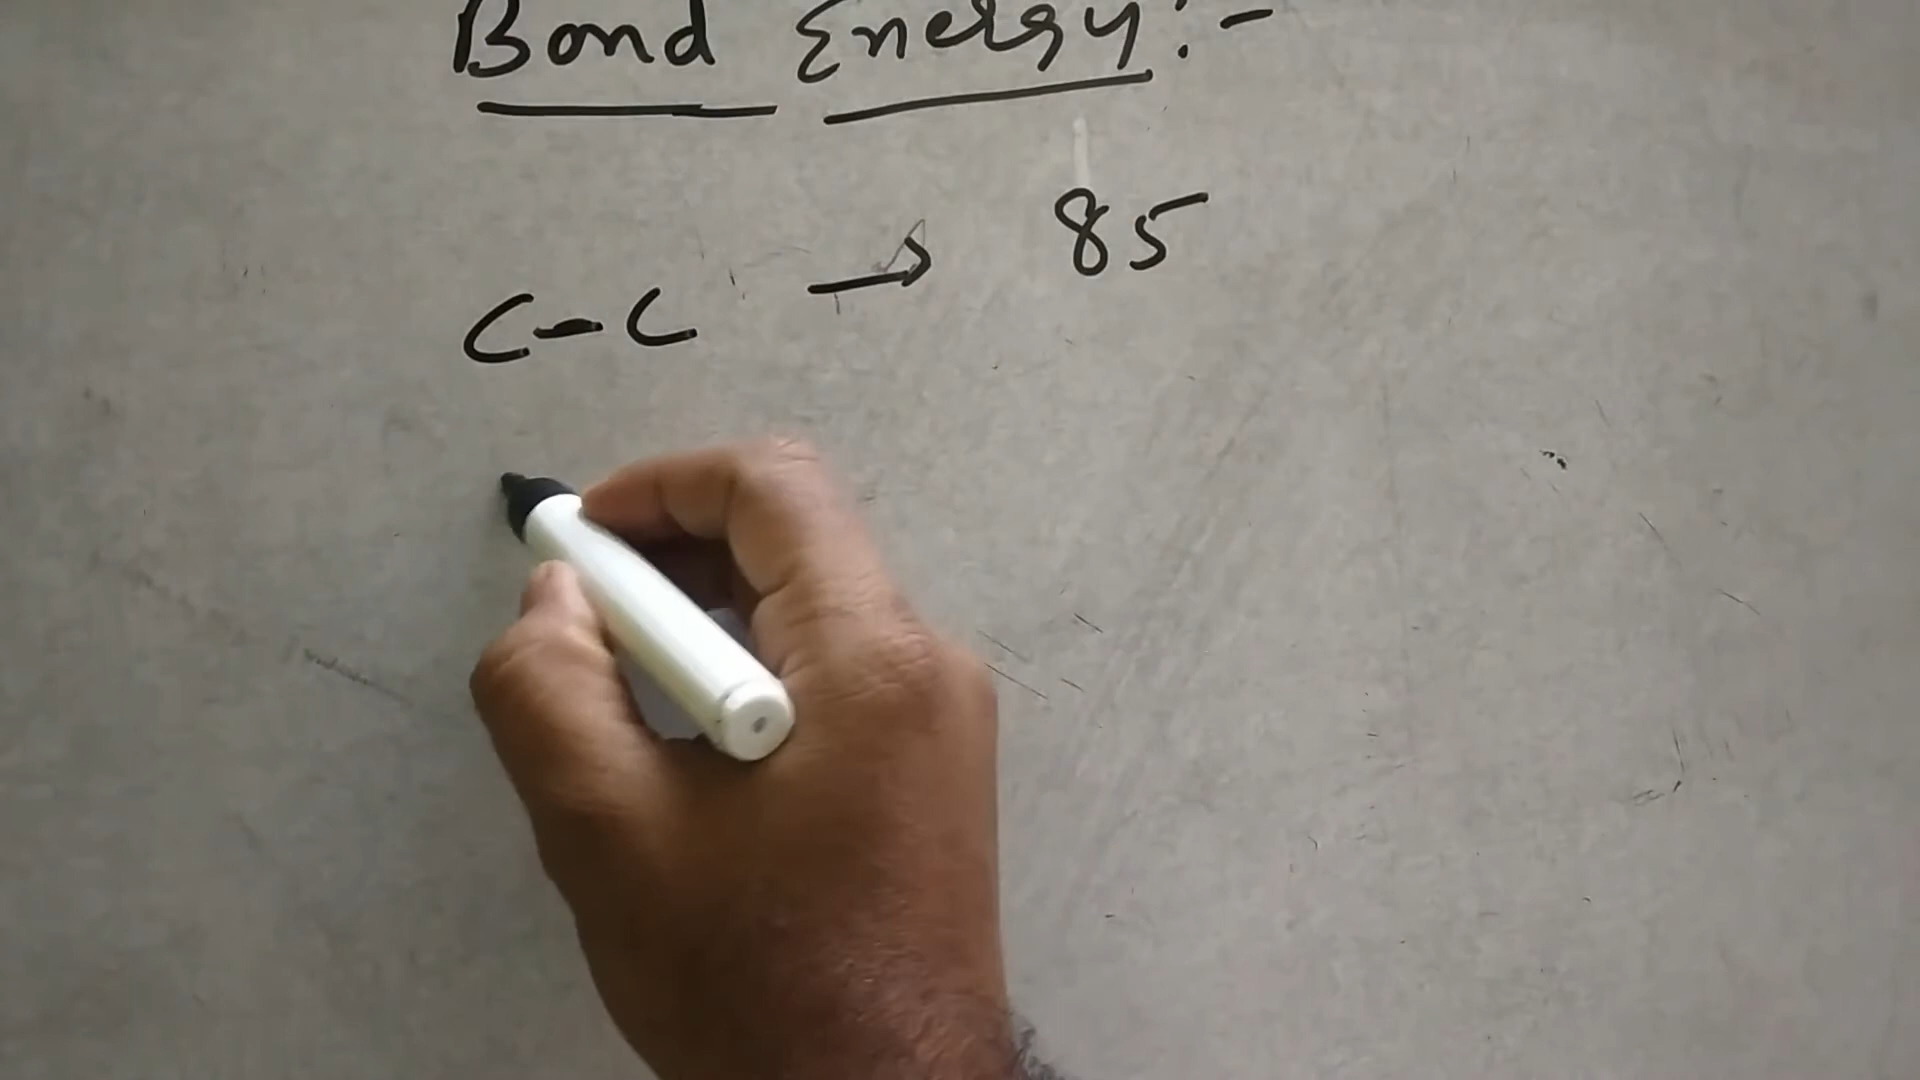 Bond Energy:-
C-C → 85